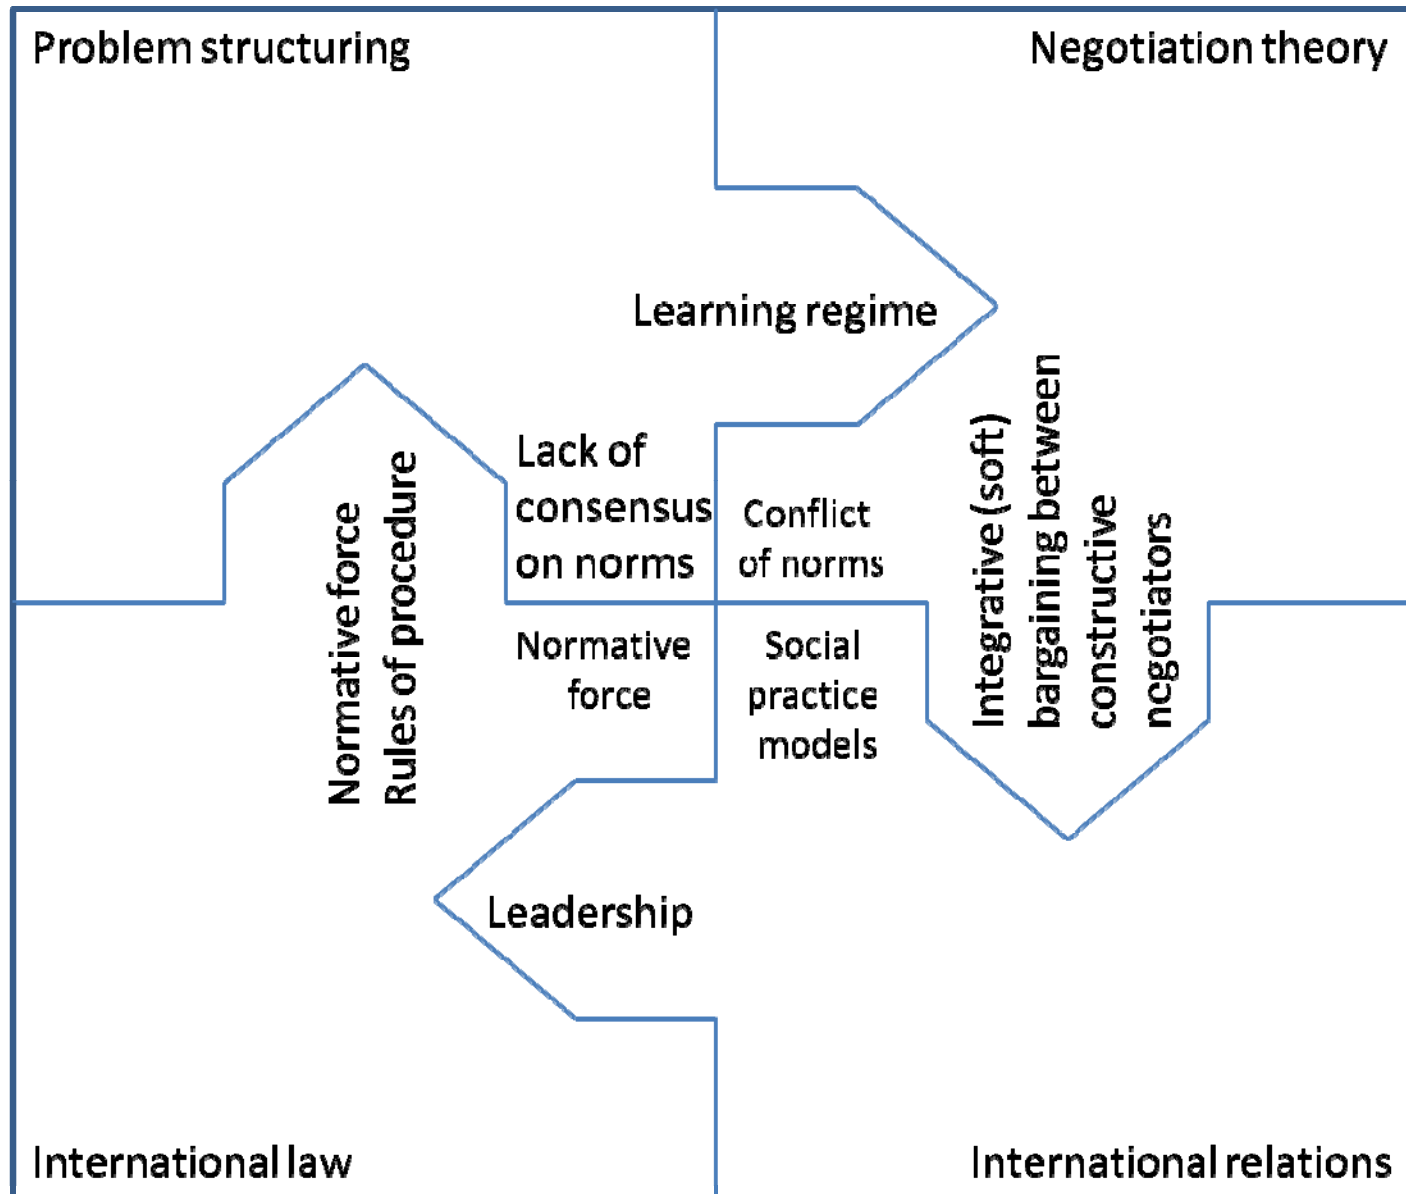 Problem structuring
Negotiation theory
Learning regime
Lack of
consensus
on norms
Conflict
of norms
Integrative (soft)
bargaining between
constructive
negotiators
Normative force
Rules of procedure
Normative
force
Social
practice
models
Leadership
International law
International relations